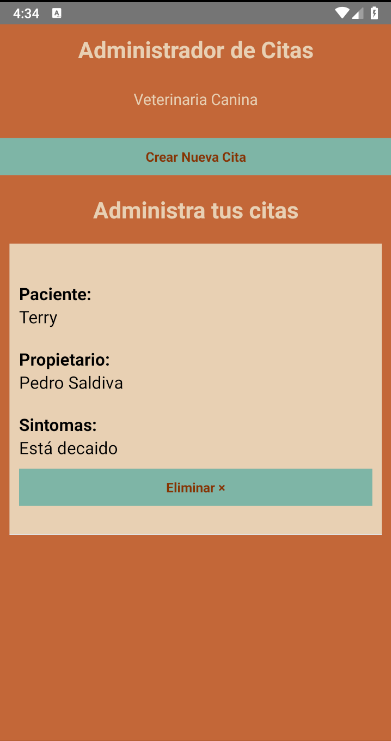 4:34
A
Administrador de Citas
Veterinaria Canina
Crear Nueva Cita
Administra tus citas
Paciente:
Terry
Propietario:
Pedro Saldiva
Sintomas:
Está decaido
Eliminar ×